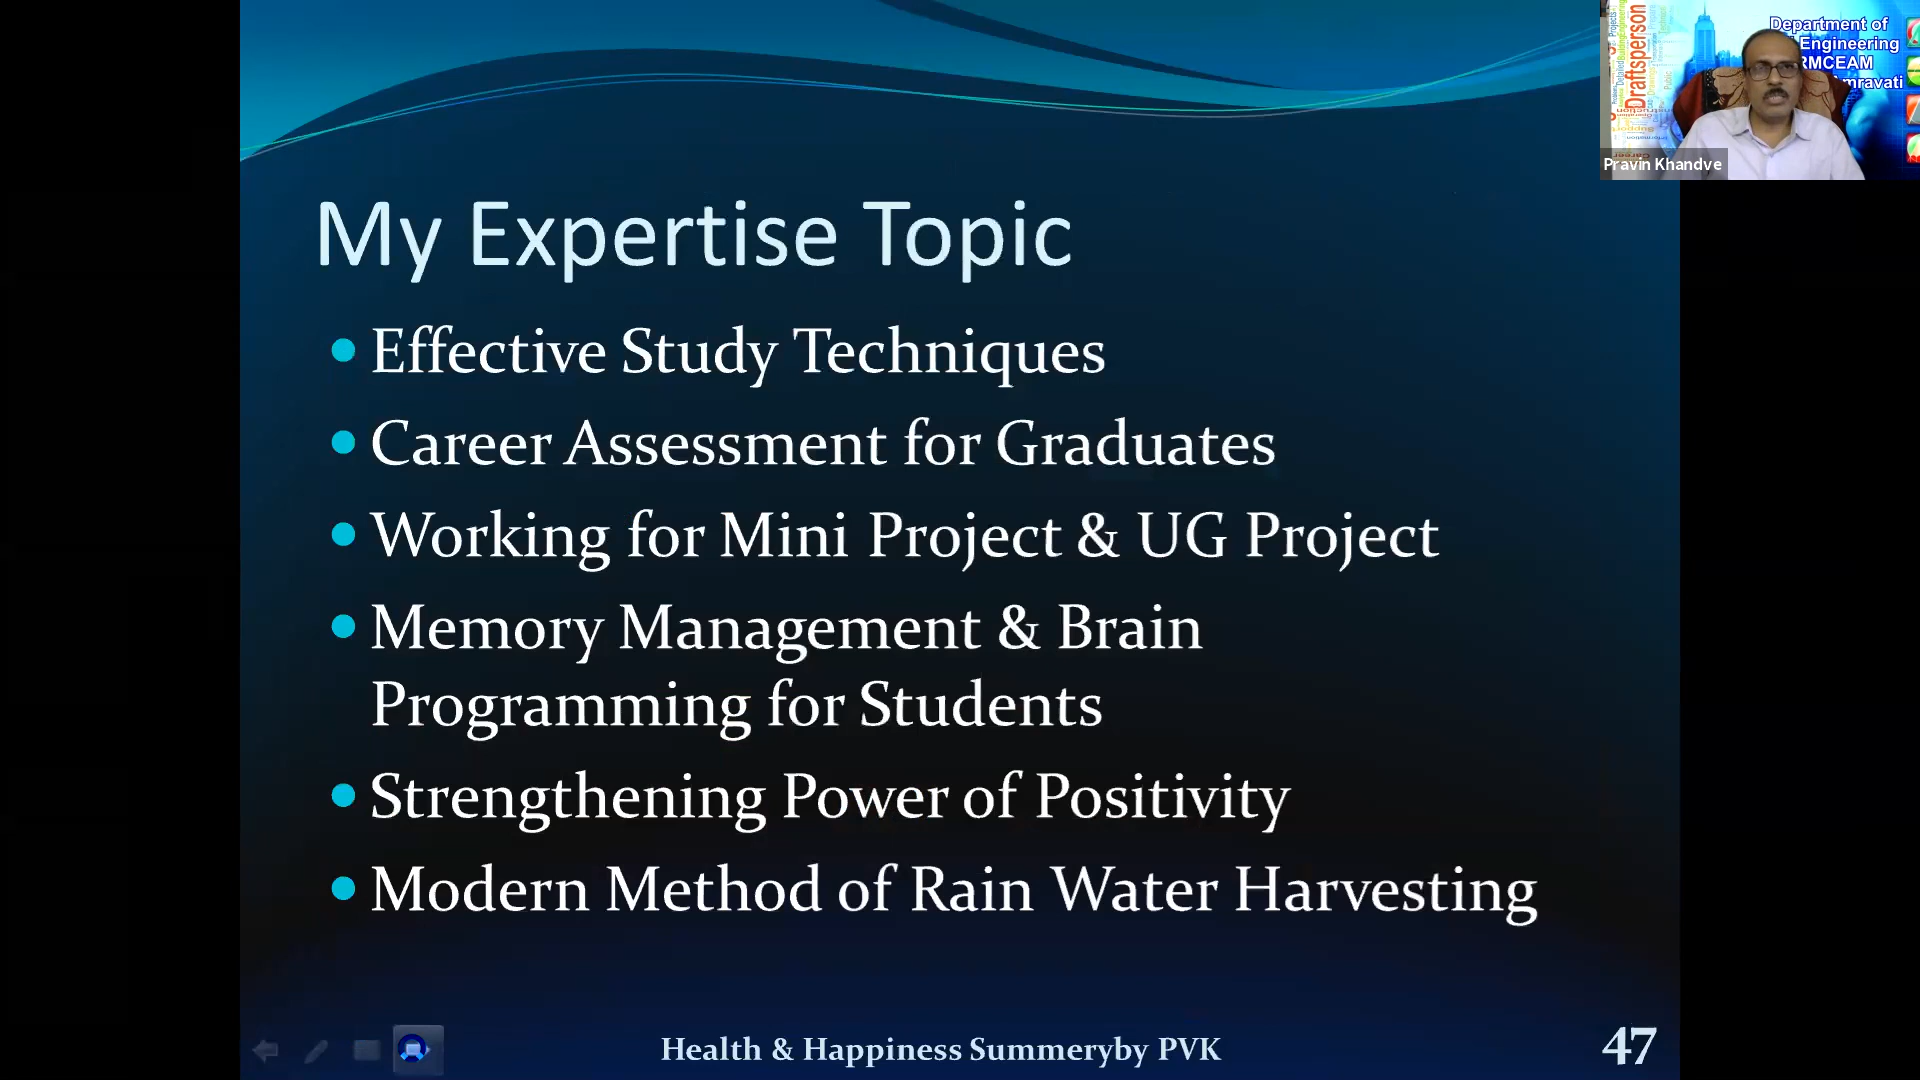 My Expertise Topic
Effective Study Techniques
Career Assessment for Graduates
Working for Mini Project & UG Project
Memory Management & Brain
Programming for Students
Strengthening Power of Positivity
Modern Method of Rain Water Harvesting
Health & Happiness Summeryby PVK
47
Department of
Engineering
RMCEAM
Amravati
Draftsperson
Pravin Khandve